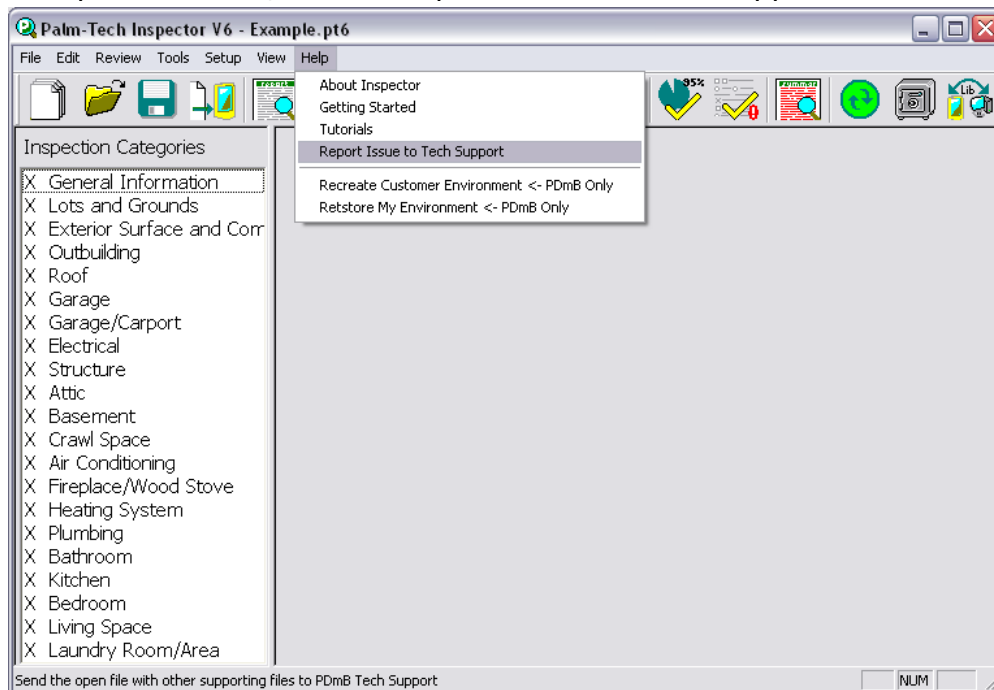 Palm-Tech Inspector V6 - Example.pt6
File Edit Review Tools Setup View Help
About Inspector
Getting Started
Tutorials
Report Issue to Tech Support
Recreate Customer Environment <- PDmB Only
Retstore My Environment <- PDmB Only
95%
Lib
Inspection Categories
X General Information
X Lots and Grounds
X Exterior Surface and Com
X Outbuilding
X Roof
X Garage
X Garage/Carport
X Electrical
X Structure
X Attic
X Basement
X Crawl Space
X Air Conditioning
X Fireplace/Wood Stove
X Heating System
X Plumbing
X Bathroom
X Kitchen
X Bedroom
X Living Space
X Laundry Room/Area
Send the open file with other supporting files to PDmB Tech Support
NUM